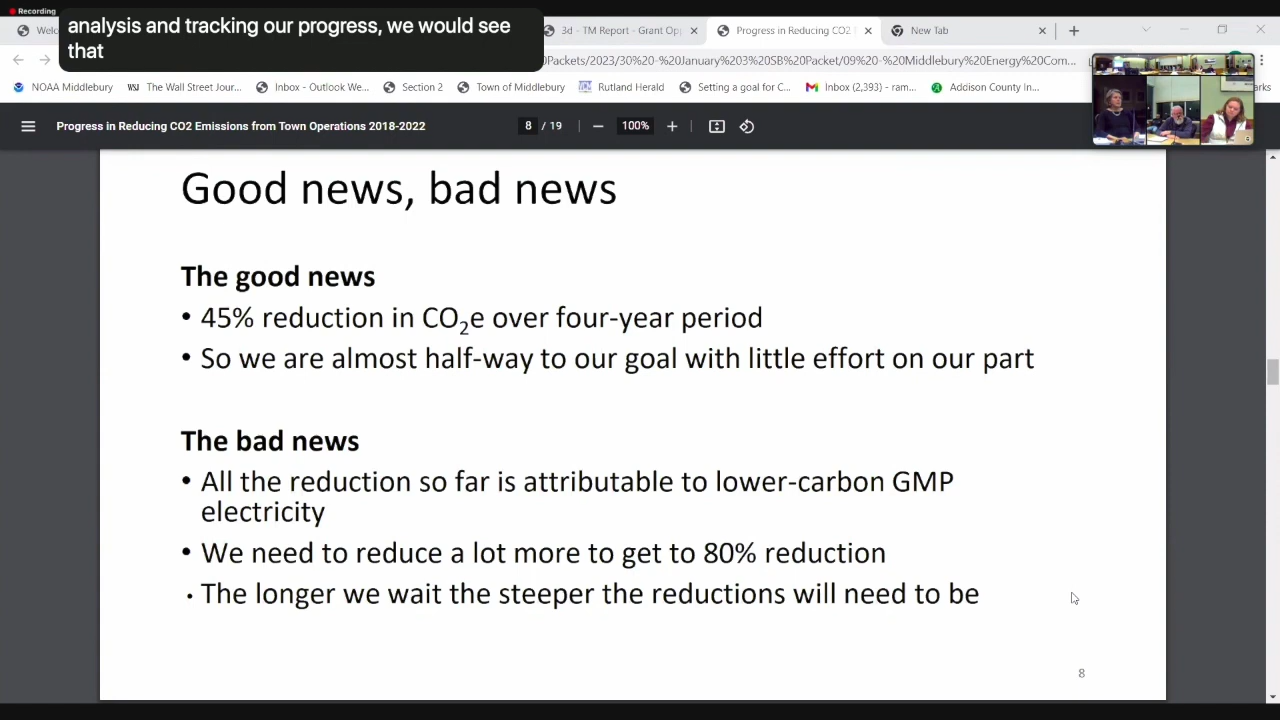 Recording
analysis and tracking our progress, we would see
that
Welc
3d - TM Report - Grant Opp
Progress in Reducing CO2 E
New Tab
Packets/2023/30%20-%20January%203%20SB%20Packet/09%20-%20Middlebury%20Energy%20Com...
NOAA Middlebury
The Wall Street Jour...
Inbox - Outlook We...
Section 2
Town of Middlebury
Rutland Herald
Setting a goal for C...
Inbox (2,393) - ram...
Addison County In...
Progress in Reducing CO2 Emissions from Town Operations 2018-2022
8 / 19
100%
Good news, bad news
The good news
• 45% reduction in CO2e over four-year period
• So we are almost half-way to our goal with little effort on our part
The bad news
• All the reduction so far is attributable to lower-carbon GMP
electricity
• We need to reduce a lot more to get to 80% reduction
• The longer we wait the steeper the reductions will need to be
8